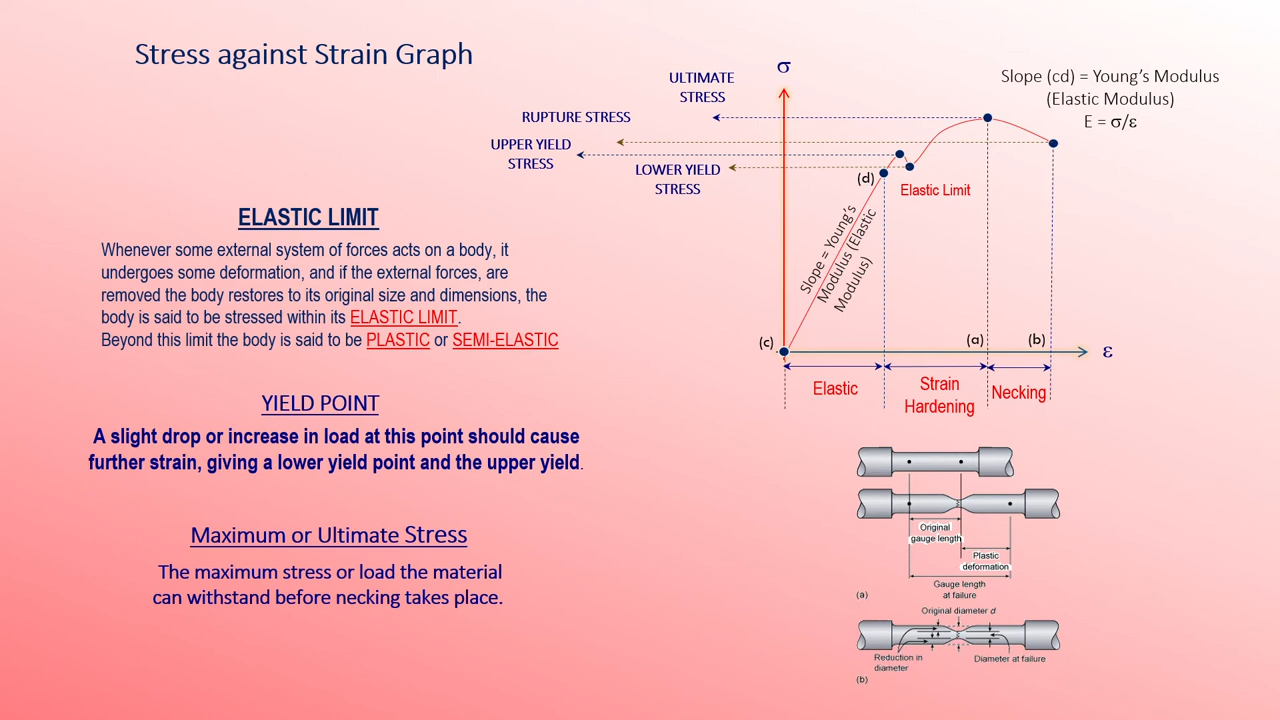 Stress against Strain Graph
ELASTIC LIMIT
Whenever some external system of forces acts on a body, it
undergoes some deformation, and if the external forces, are
removed the body restores to its original size and dimensions, the
body is said to be stressed within its ELASTIC LIMIT.
Beyond this limit the body is said to be PLASTIC or SEMI-ELASTIC
YIELD POINT
A slight drop or increase in load at this point should cause
further strain, giving a lower yield point and the upper yield.
Maximum or Ultimate Stress
The maximum stress or load the material
can withstand before necking takes place.
σ
ULTIMATE
STRESS
RUPTURE STRESS
UPPER YIELD
STRESS
LOWER YIELD
STRESS
Slope (cd) = Young's Modulus
(Elastic Modulus)
E = σ/ε
(d)
Elastic Limit
Slope = Young's
Modulus (Elastic
Modulus)
(c)
(a)
(b)
ε
Elastic
Strain
Hardening
Necking
Original
gauge length
Plastic
deformation
Gauge length
at failure
(a)
Original diameter d
Reduction in
diameter
Diameter at failure
(b)